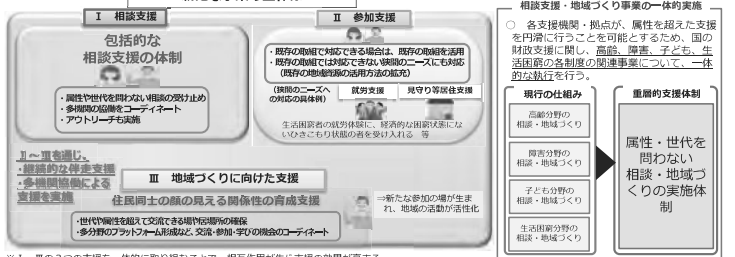 Ⅰ 相談支援
包括的な
相談支援の体制
・属性や世代を問わない相談の受け止め
・多機関の協働をコーディネート
・アウトリーチも実施
Ⅱ 参加支援
・既存の取組で対応できる場合は、既存の取組を活用
・既存の取組では対応できない狭間のニーズにも対応
(既存の地域資源の活用方法の拡充)
(狭間のニーズへ
の対応の具体例)
就労支援
見守り等居住支援
生活困窮者の就労体験に、経済的な困窮状態にな
いひきこもり状態の者を受け入れる 等
Ⅰ~Ⅲを通じ、
・継続的な伴走支援
・多機関協働による
支援を実施
Ⅲ 地域づくりに向けた支援
住民同士の顔の見える関係性の育成支援
・世代や属性を超えて交流できる場や居場所の確保
・多分野のプラットフォーム形成など、交流・参加・学びの機会のコーディネート
⇒新たな参加の場が生ま
れ、地域の活動が活性化
相談支援・地域づくり事業の一体的実施
○ 各支援機関・拠点が、属性を超えた支援
を円滑に行うことを可能とするため、国の
財政支援に関し、高齢、障害、子ども、生
活困窮の各制度の関連事業について、一体
的な執行を行う。
現行の仕組み
高齢分野の
相談・地域づくり
障害分野の
相談・地域づくり
子ども分野の
相談・地域づくり
生活困窮分野の
相談・地域づくり
重層的支援体制
属性・世代を
問わない
相談・地域づ
くりの実施体
制